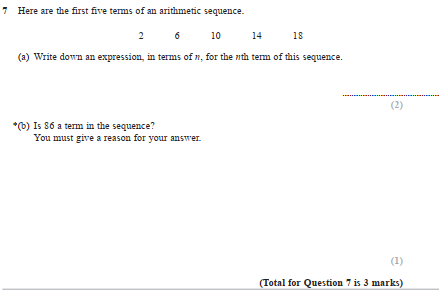 7 Here are the first five terms of an arithmetic sequence.
2 6 10 14 18
(a) Write down an expression, in terms of n, for the nth term of this sequence.
(2)
*(b) Is 86 a term in the sequence?
You must give a reason for your answer.
(1)
(Total for Question 7 is 3 marks)